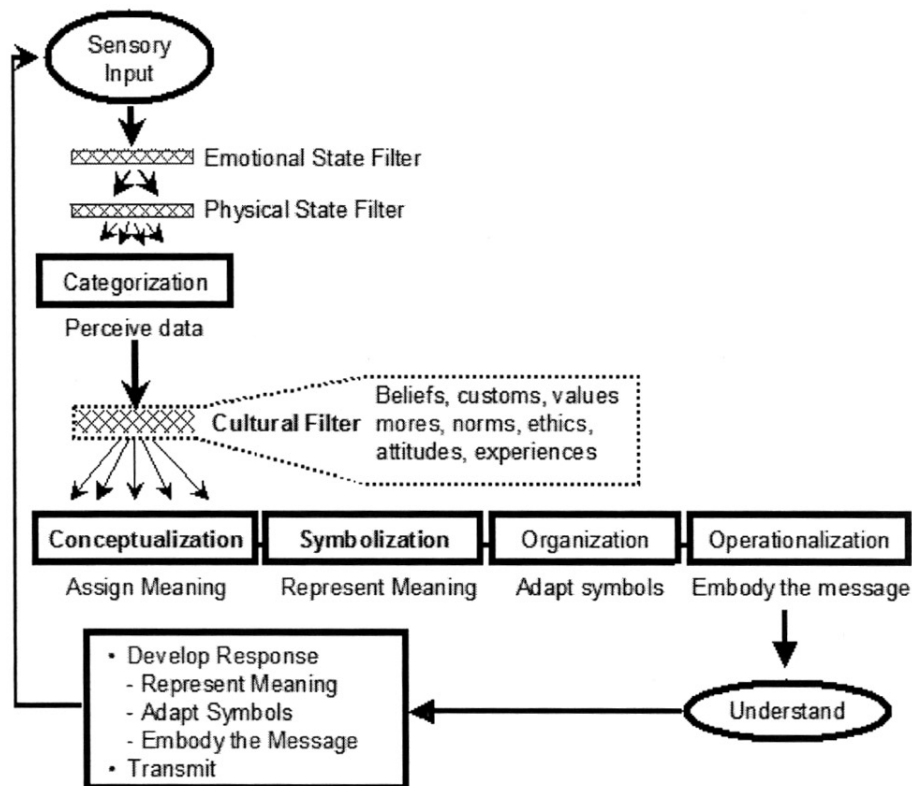 Sensory
Input
Emotional State Filter
Physical State Filter
Categorization
Perceive data
Cultural Filter
Beliefs, customs, values
mores, norms, ethics,
attitudes, experiences
Conceptualization
Symbolization
Organization
Operationalization
Assign Meaning
Represent Meaning
Adapt symbols
Embody the message
• Develop Response
- Represent Meaning
- Adapt Symbols
- Embody the Message
• Transmit
Understand